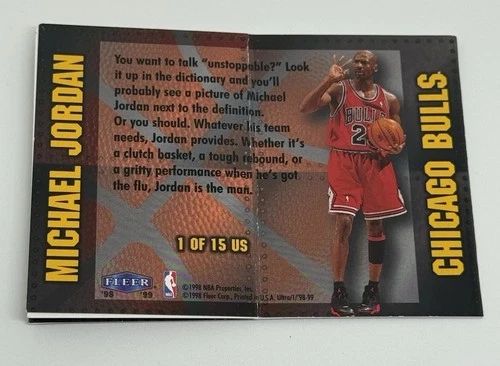 MICHAEL JORDAN
You want to talk “unstoppable?” Look
it up in the dictionary and you’ll
probably see a picture of Michael
Jordan next to the definition.
Or you should. Whatever his team
needs, Jordan provides. Whether it’s
a clutch basket, a tough rebound, or
a gritty performance when he’s got
the flu, Jordan is the man.
1 OF 15 US
FLEER
'98 '99
NBA
©1998 NBA Properties, Inc.
©1998 Fleer Corp., Printed in U.S.A. Ultra/1/'98-99
BULLS
2
CHICAGO BULLS